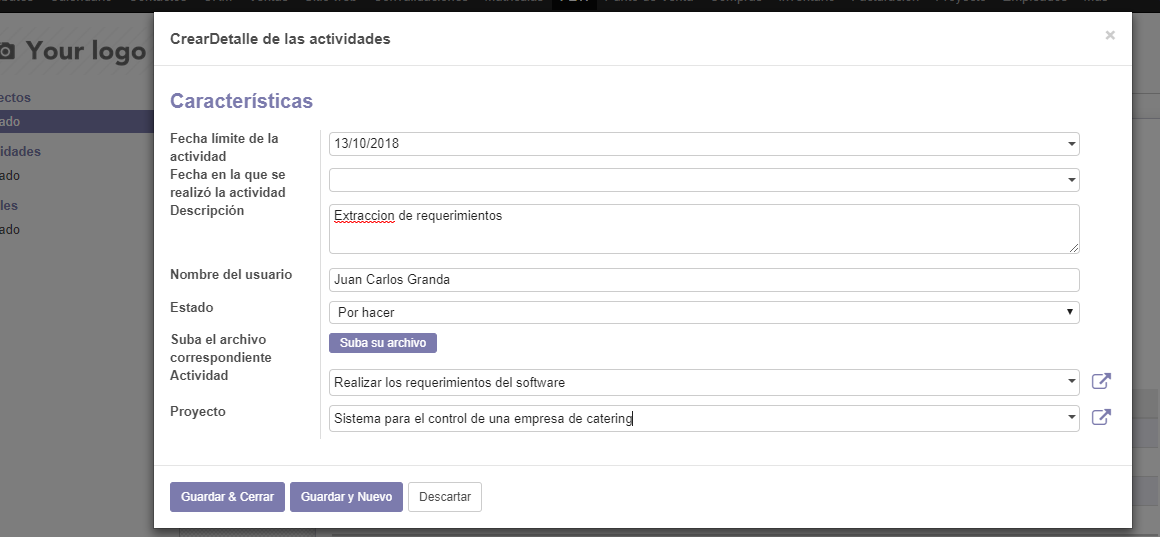 Your logo
ectos
ado
idades
ado
les
ado
CrearDetalle de las actividades
×
Características
Fecha límite de la
actividad
13/10/2018
Fecha en la que se
realizó la actividad
Descripción
Extraccion de requerimientos
Nombre del usuario
Juan Carlos Granda
Estado
Por hacer
Suba el archivo
correspondiente
Suba su archivo
Actividad
Realizar los requerimientos del software
Proyecto
Sistema para el control de una empresa de catering
Guardar & Cerrar
Guardar y Nuevo
Descartar